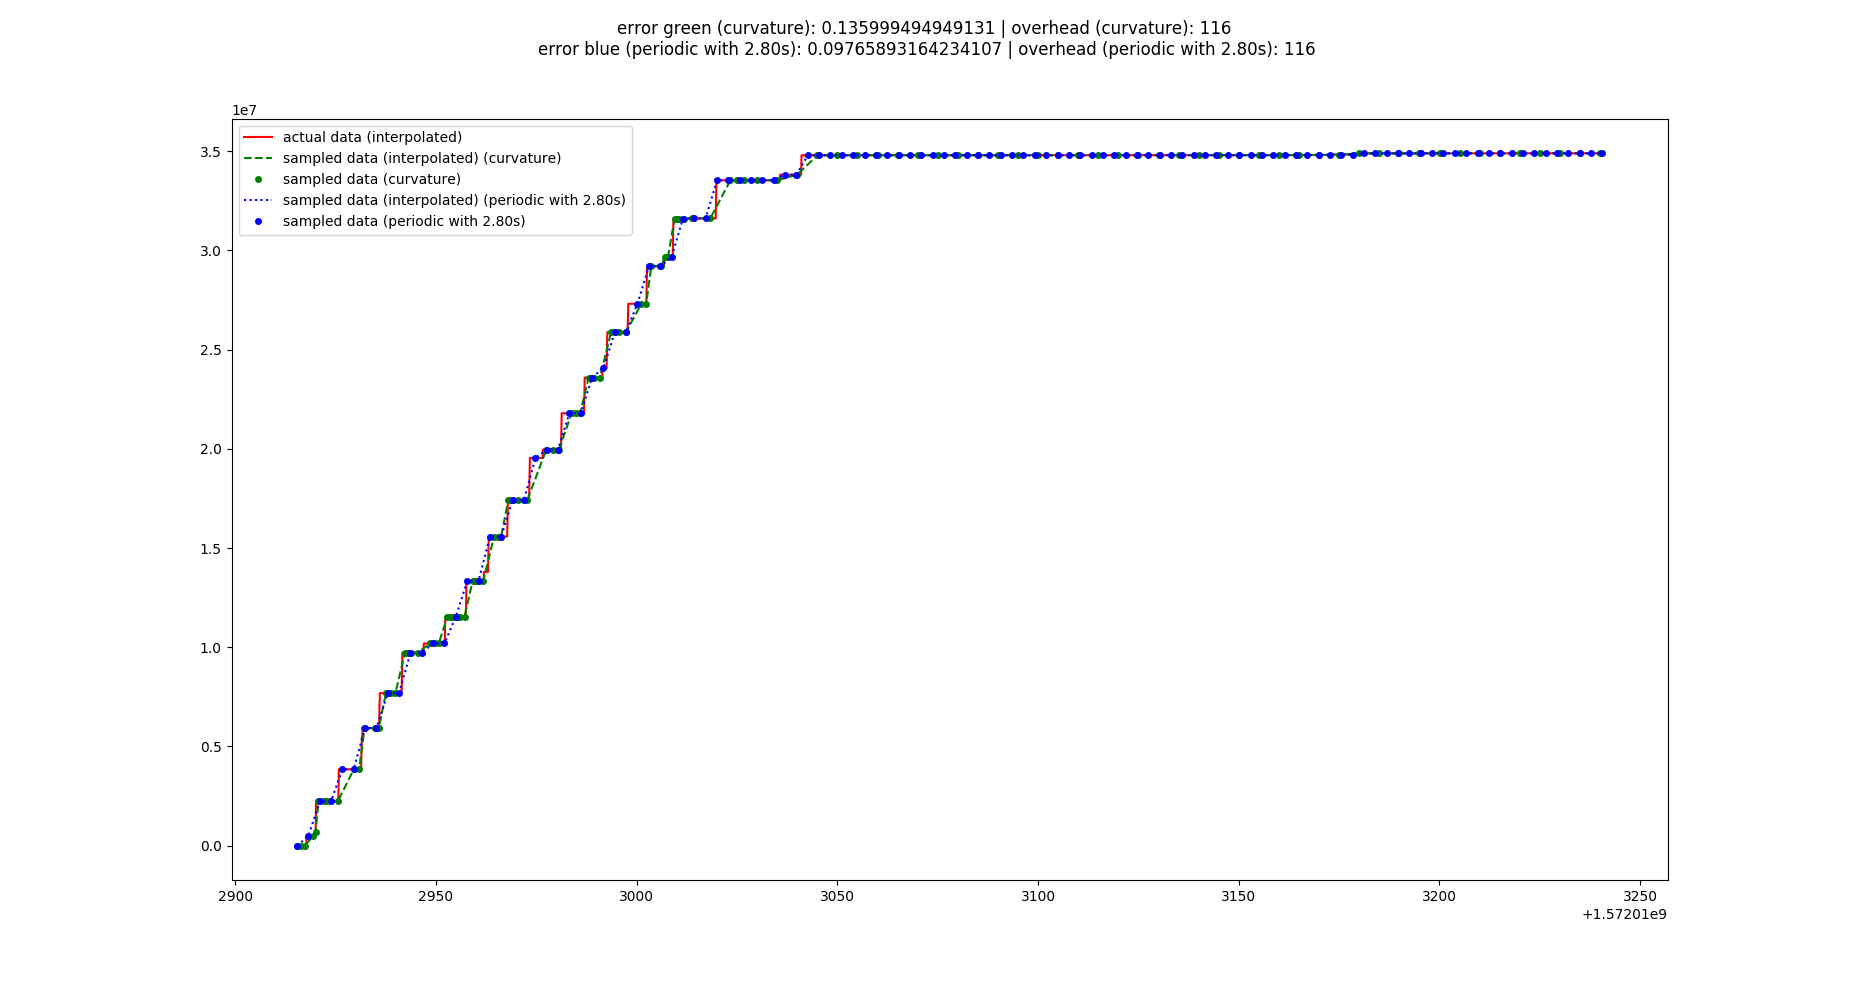 error green (curvature): 0.135999494949131 | overhead (curvature): 116
error blue (periodic with 2.80s): 0.09765893164234107 | overhead (periodic with 2.80s): 116
1e7
actual data (interpolated)
sampled data (interpolated) (curvature)
sampled data (curvature)
sampled data (interpolated) (periodic with 2.80s)
sampled data (periodic with 2.80s)
3.5
3.0
2.5
2.0
1.5
1.0
0.5
0.0
2900 2950 3000 3050 3100 3150 3200 3250
+1.57201e9